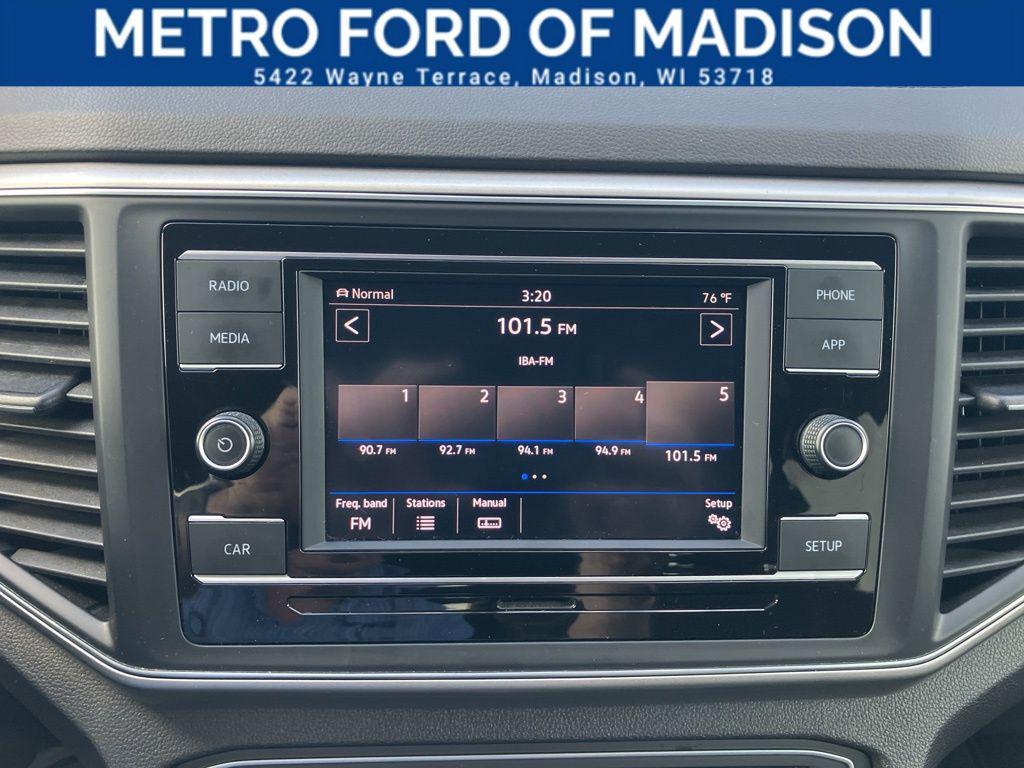 METRO FORD OF MADISON
5422 Wayne Terrace, Madison, WI 53718
RADIO
MEDIA
CAR
Normal 3:20 76 °F
< 101.5 FM >
IBA-FM
1 2 3 4 5
90.7 FM 92.7 FM 94.1 FM 94.9 FM 101.5 FM
Freq. band Stations Manual Setup
FM
PHONE
APP
SETUP